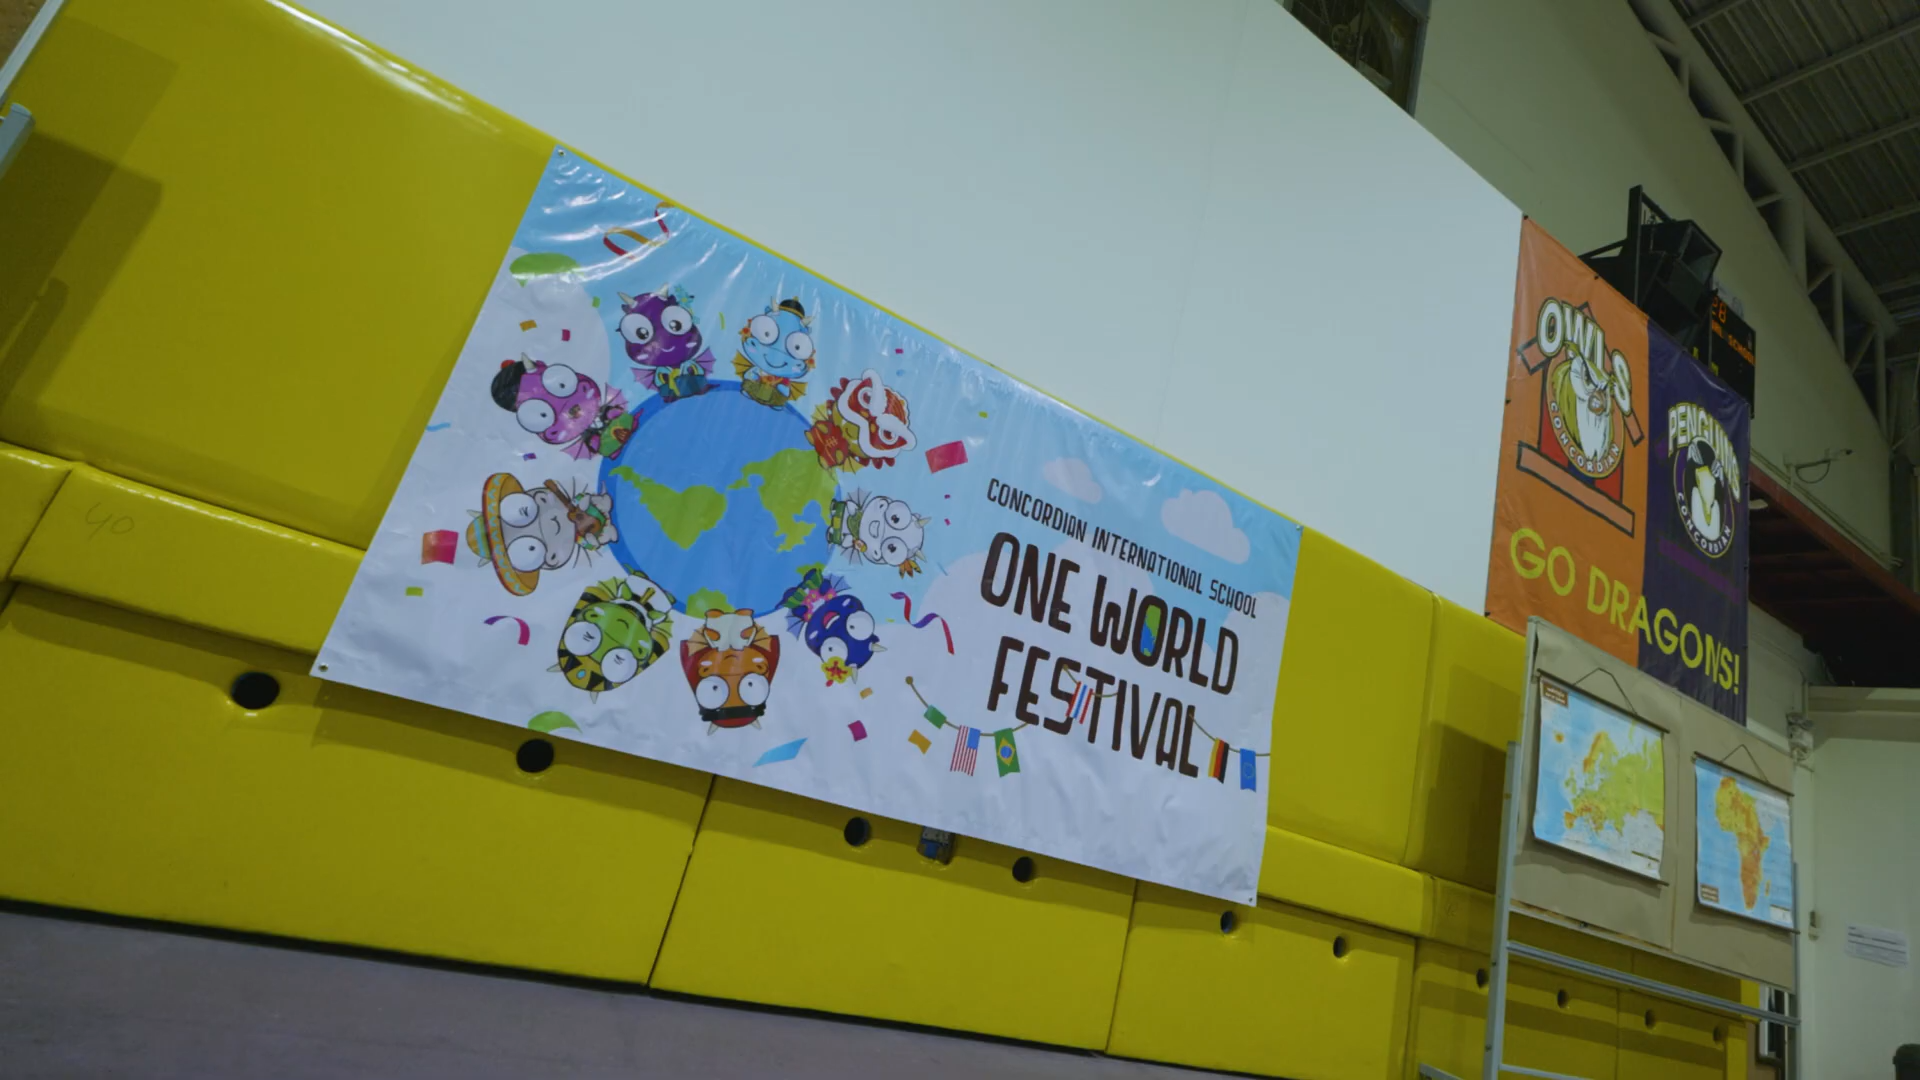 CONCORDIAN INTERNATIONAL SCHOOL
ONE WORLD
FESTIVAL
OWLS
CONCORDIAN
PENGUINS
CONCORDIAN
GO DRAGONS!
40